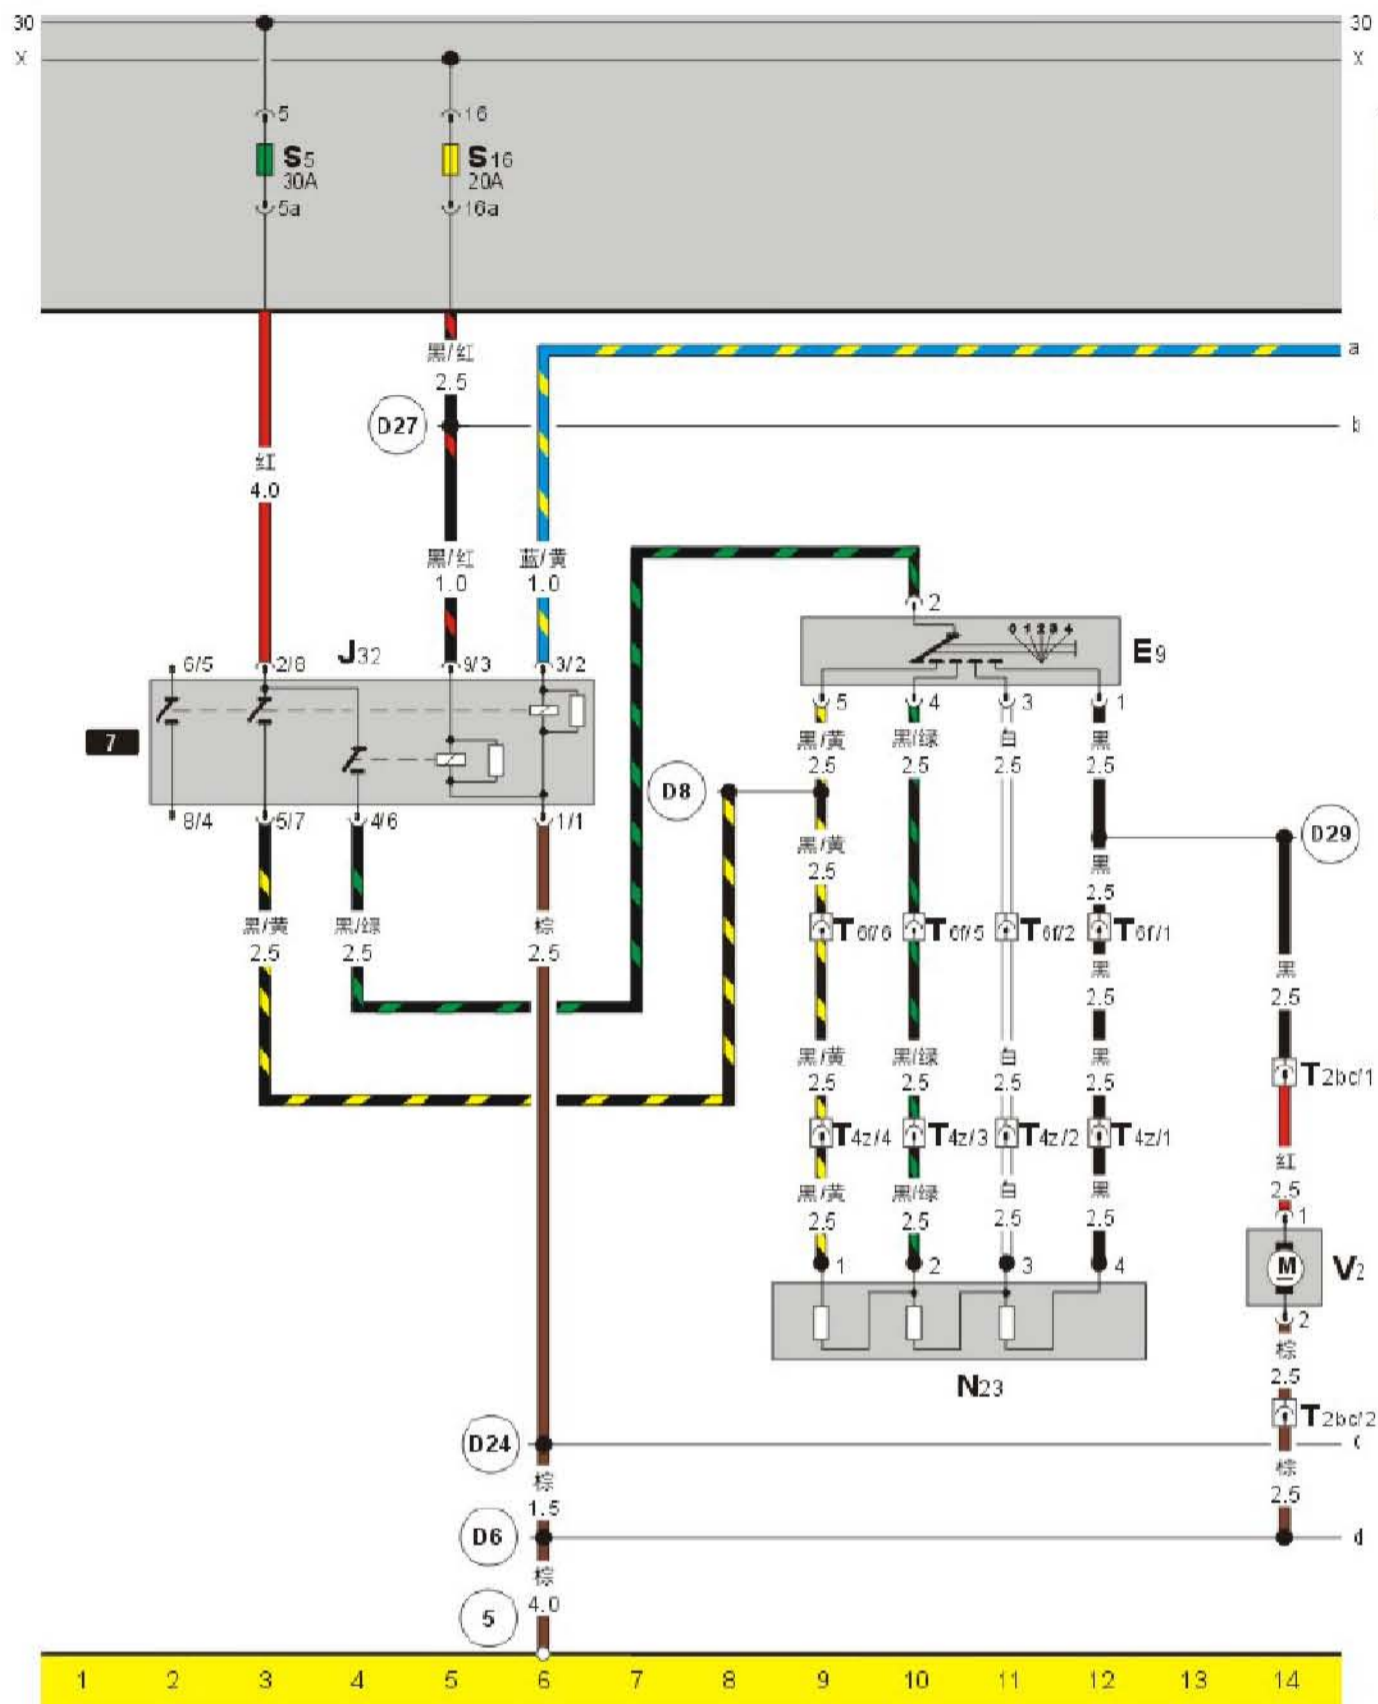 30 30
X X
5 16
S5 S16
30A 20A
5a 16a
黑/红
2.5
a
D27 b
红
4.0
黑/红 蓝/黄
1.0 1.0
2
0 1 2 3 4
E9
6/5 2/8 J32 9/3 3/2
5 4 3 1
7
黑/黄 黑/绿 白 黑
2.5 2.5 2.5 2.5
D8
8/4 5/7 4/6 1/1
D29
黑/黄 黑
2.5 2.5
黑/黄 黑/绿 棕
2.5 2.5 2.5
T6f/6 T6f/5 T6f/2 T6f/1
黑 黑
2.5 2.5
黑/黄 黑/绿 白 黑
2.5 2.5 2.5 2.5
T2bc/1
T4z/4 T4z/3 T4z/2 T4z/1
红
2.5
黑/黄 黑/绿 白 黑
2.5 2.5 2.5 2.5
1
1 2 3 4
M V2
2
棕
2.5
N23
T2bc/2
D24 c
棕 棕
1.5 2.5
D6 d
棕
4.0
5
1 2 3 4 5 6 7 8 9 10 11 12 13 14